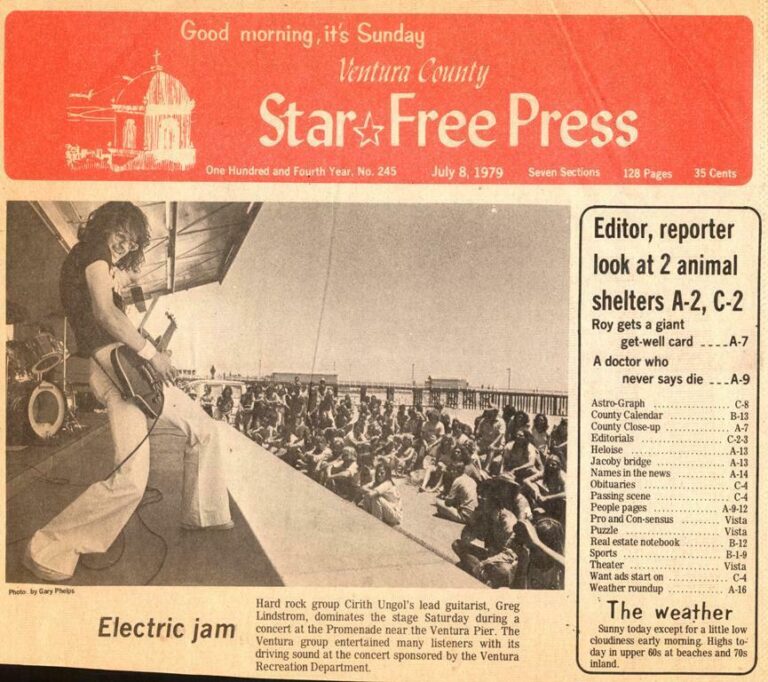 Good morning, it's Sunday
Ventura County
Star☆Free Press
One Hundred and Fourth Year, No. 245 July 8, 1979 Seven Sections 128 Pages 35 Cents
Photo by Gary Phelps
Electric jam
Hard rock group Cirith Ungol's lead guitarist, Greg
Lindstrom, dominates the stage Saturday during a
concert at the Promenade near the Ventura Pier. The
Ventura group entertained many listeners with its
driving sound at the concert sponsored by the Ventura
Recreation Department.
Editor, reporter
look at 2 animal
shelters A-2, C-2
Roy gets a giant
get-well card ....A-7
A doctor who
never says die ...A-9
Astro-Graph .................. C-8
County Calendar .............. B-13
County Close-up ............... A-7
Editorials .................. C-2-3
Heloise ...................... A-13
Jacoby bridge ................ A-13
Names in the news ............ A-14
Obituaries .................... C-4
Passing scene ................. C-4
People pages ............... A-9-12
Pro and Con-sensus .......... Vista
Puzzle ...................... Vista
Real estate notebook ......... B-12
Sports ...................... B-1-9
Theater ..................... Vista
Want ads start on ............. C-4
Weather roundup .............. A-16
The weather
Sunny today except for a little low
cloudiness early morning. Highs to-
day in upper 60s at beaches and 70s
inland.